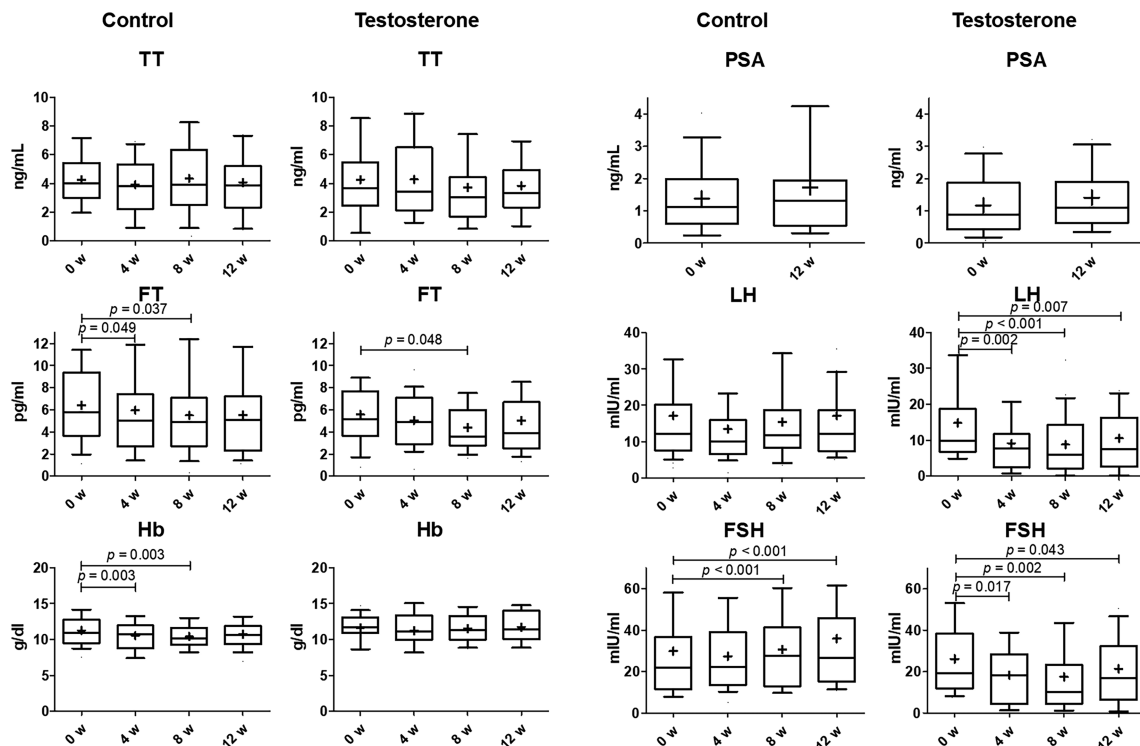 Control
Testosterone
Control
Testosterone
TT
10
8
6
4
2
0
ng/mL
0 w
4 w
8 w
12 w
TT
10
8
6
4
2
0
ng/ml
0 w
4 w
8 w
12 w
PSA
4
3
2
1
0
ng/mL
0 w
12 w
PSA
4
3
2
1
0
ng/ml
0 w
12 w
FT
p = 0.037
p = 0.049
12
10
8
6
4
2
0
pg/ml
0 w
4 w
8 w
12 w
FT
p = 0.048
12
10
8
6
4
2
0
pg/ml
0 w
4 w
8 w
12 w
LH
40
30
20
10
0
mIU/ml
0 w
4 w
8 w
12 w
LH
p = 0.007
p < 0.001
p = 0.002
40
30
20
10
0
mIU/ml
0 w
4 w
8 w
12 w
Hb
p = 0.003
p = 0.003
20
15
10
5
0
g/dl
0 w
4 w
8 w
12 w
Hb
20
15
10
5
0
g/dl
0 w
4 w
8 w
12 w
FSH
p < 0.001
p < 0.001
60
40
20
0
mIU/ml
0 w
4 w
8 w
12 w
FSH
p = 0.043
p = 0.002
p = 0.017
60
40
20
0
mIU/ml
0 w
4 w
8 w
12 w